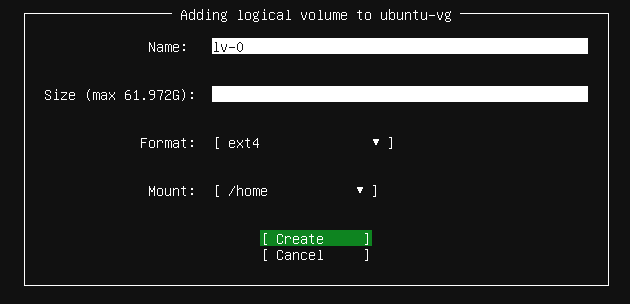 Adding logical volume to ubuntu-vg
Name: lv-0
Size (max 61.972G):
Format: [ ext4 ▼ ]
Mount: [ /home ▼ ]
[ Create ]
[ Cancel ]